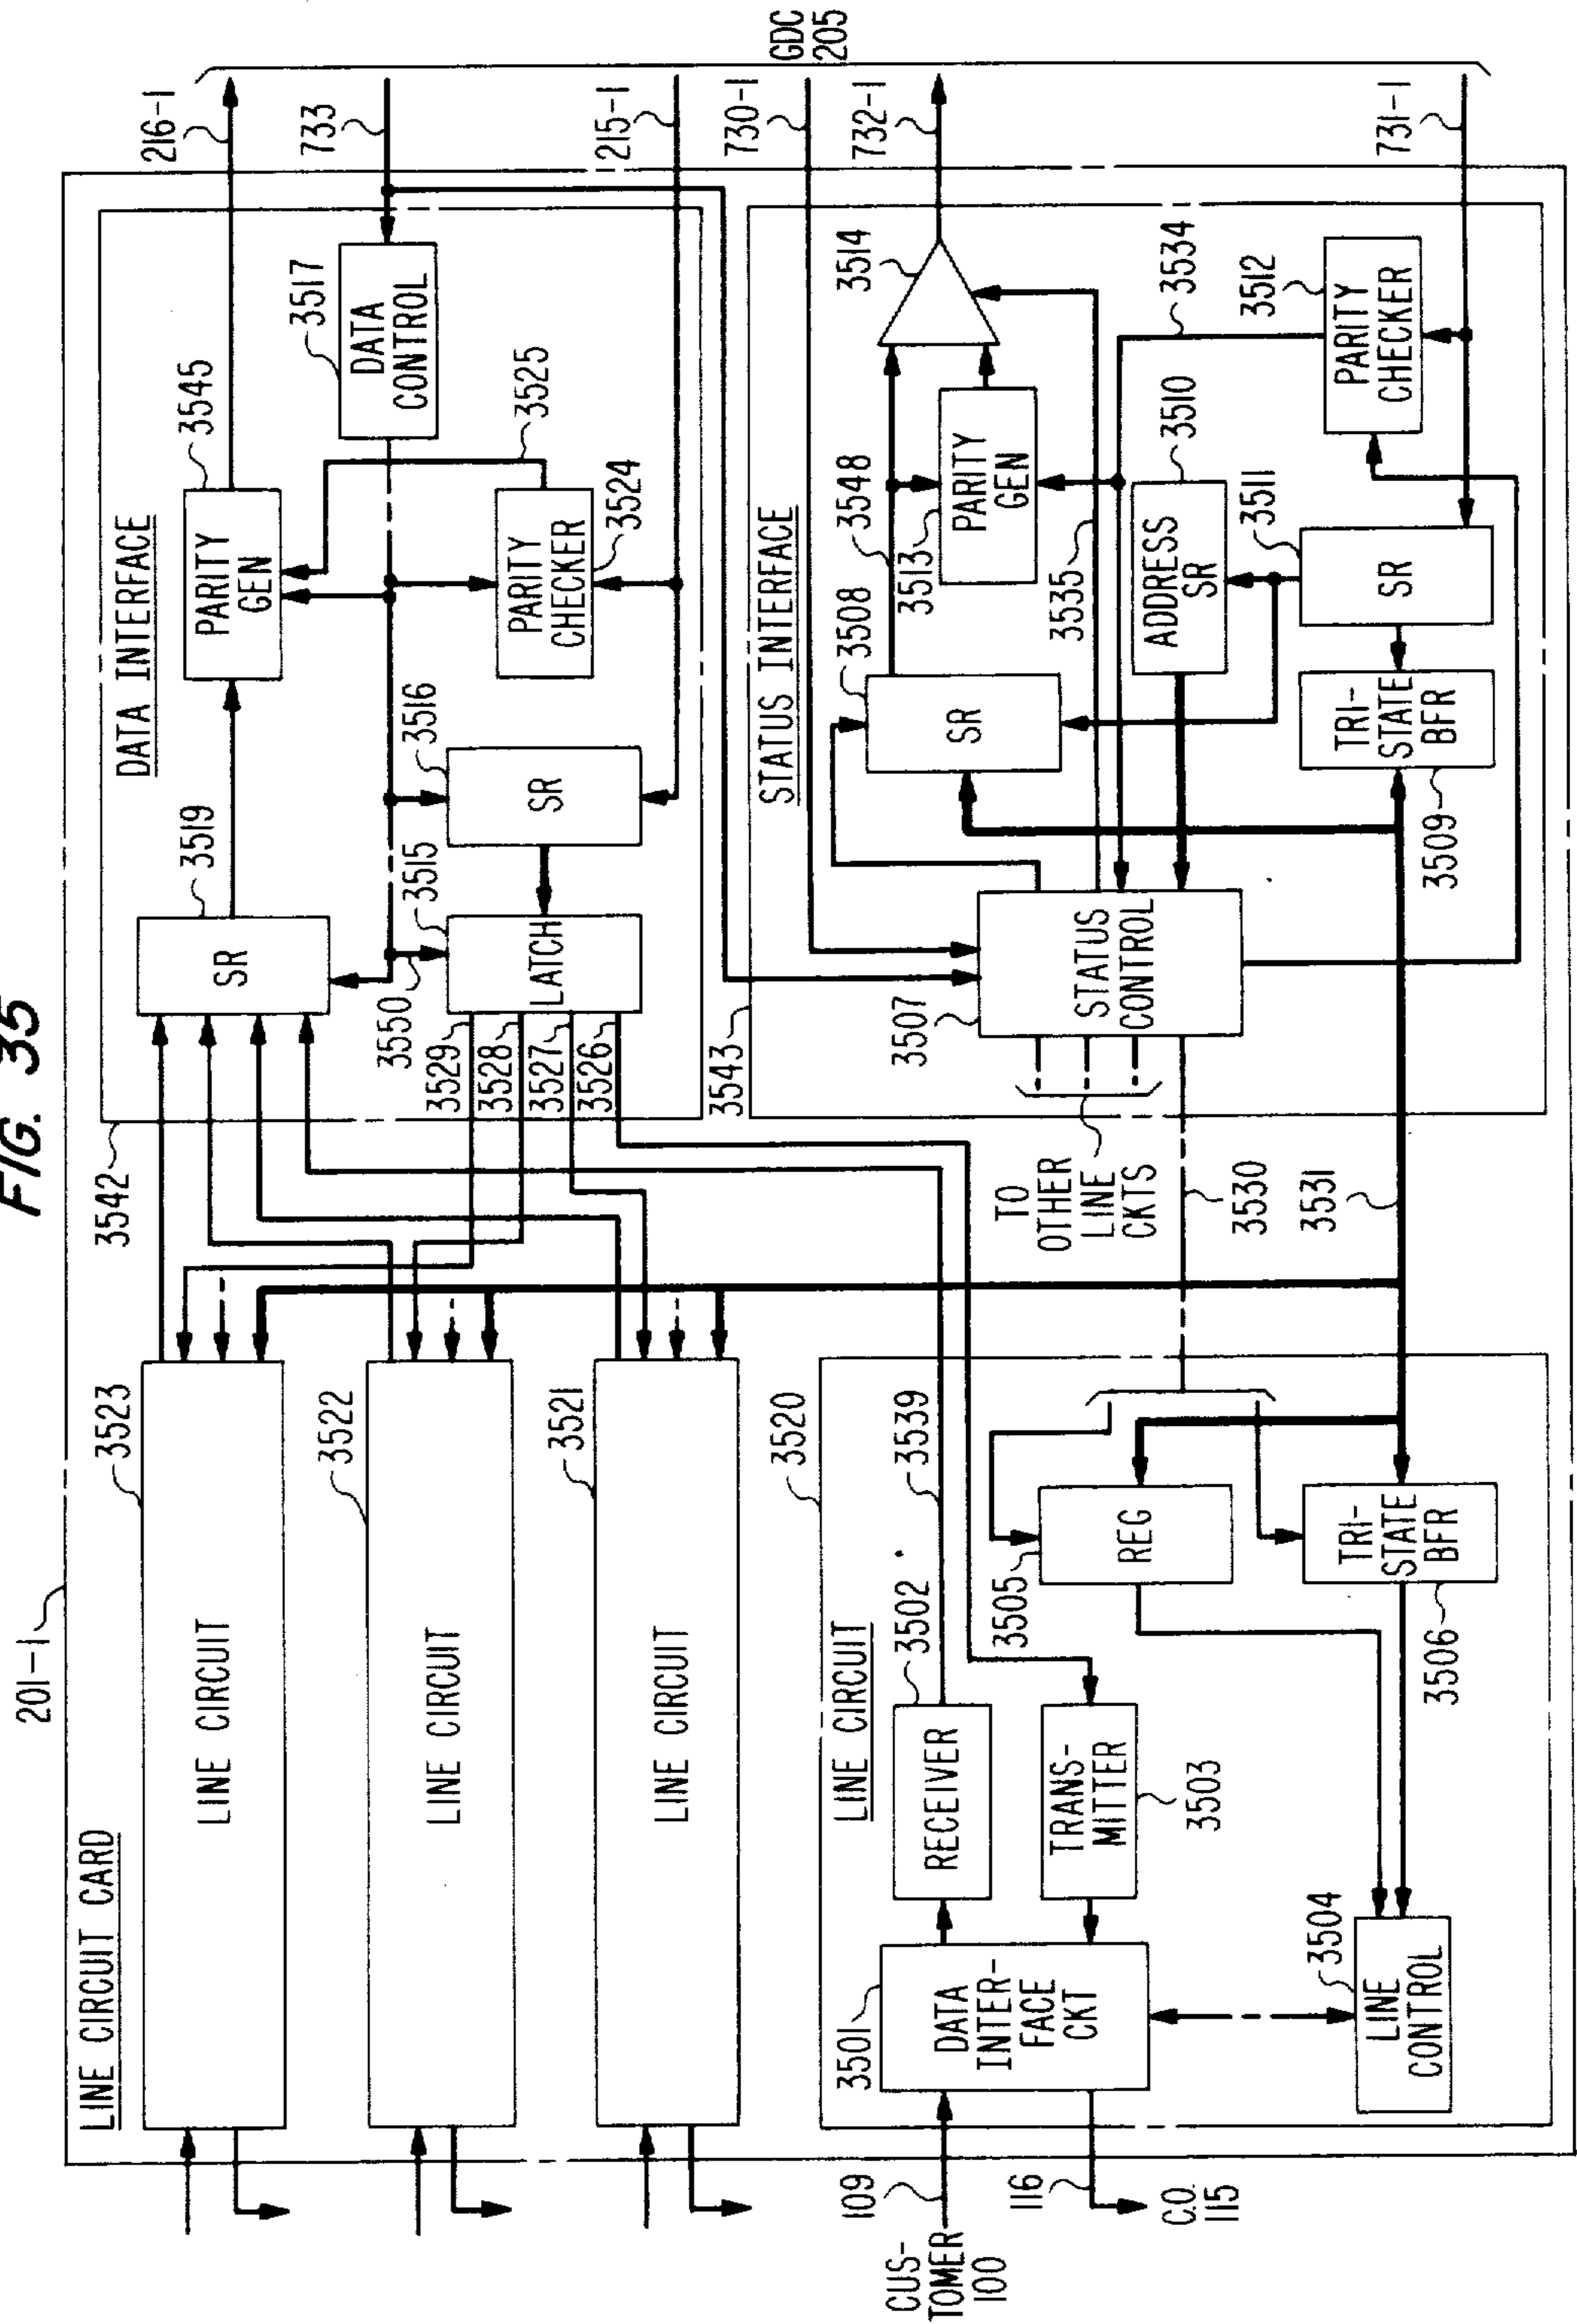 FIG. 35
201-1
LINE CIRCUIT CARD
3523
LINE CIRCUIT
3522
LINE CIRCUIT
3521
LINE CIRCUIT
3520
LINE CIRCUIT
CUS-
TOMER
100
109
116
C.O.
115
3501
DATA
INTER-
FACE
CKT
3502
RECEIVER
3539
TRANS-
MITTER
3503
3504
LINE
CONTROL
3505
REG
TRI-
STATE
BFR
3506
3542
DATA INTERFACE
3519
SR
3545
PARITY
GEN
3517
DATA
CONTROL
3525
PARITY
CHECKER
3524
3516
SR
3515
LATCH
3550
3529
3528
3527
3526
3543
STATUS INTERFACE
3507
STATUS
CONTROL
TO
OTHER
LINE
CKTS
3530
3531
3508
SR
3548
3513
PARITY
GEN
3514
3535
3534
ADDRESS
SR
3510
3511
SR
3512
PARITY
CHECKER
TRI-
STATE
BFR
3509
216-1
733
215-1
730-1
732-1
731-1
GDC
205